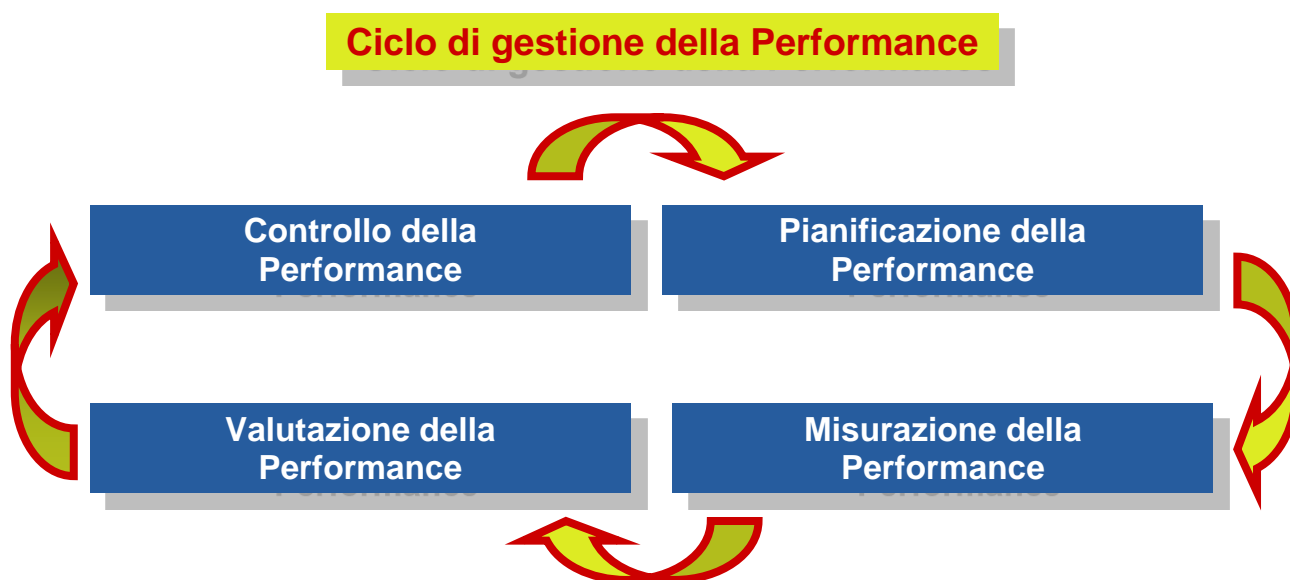 Ciclo di gestione della Performance
Controllo della
Performance
Pianificazione della
Performance
Valutazione della
Performance
Misurazione della
Performance